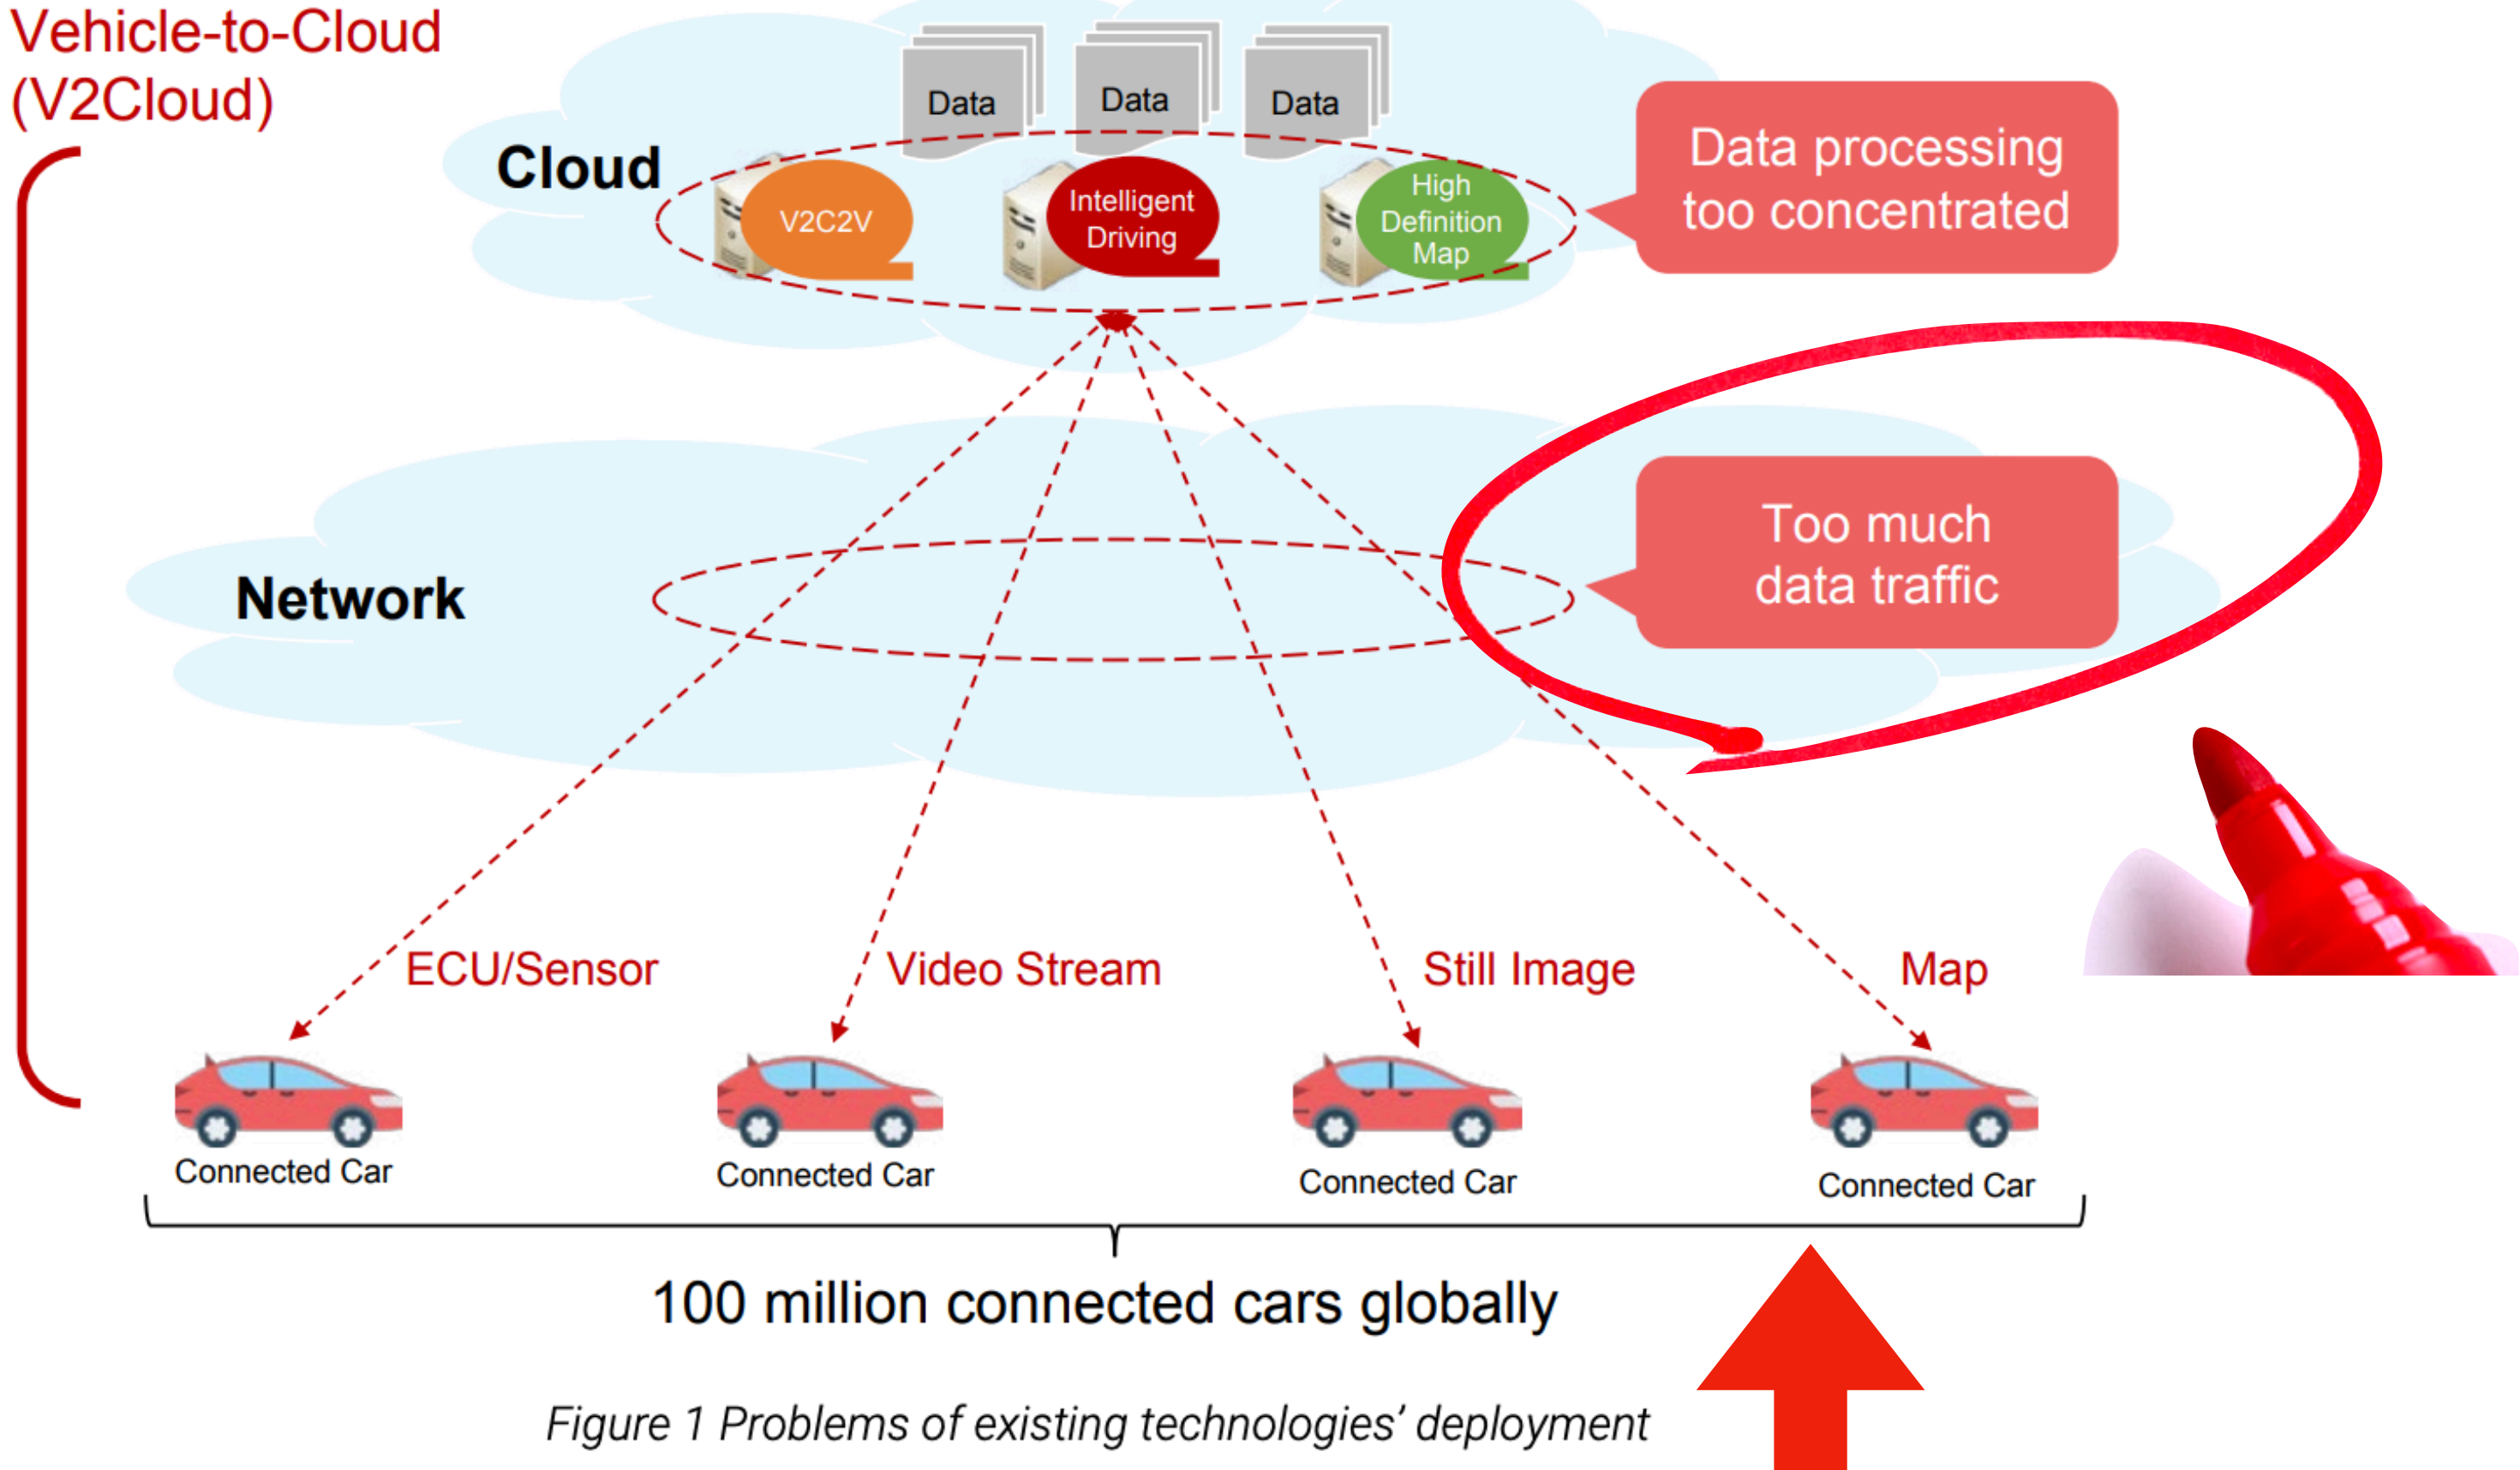 Vehicle-to-Cloud
(V2Cloud)
Data
Data
Data
Cloud
V2C2V
Intelligent
Driving
High
Definition
Map
Data processing
too concentrated
Network
Too much
data traffic
ECU/Sensor
Video Stream
Still Image
Map
Connected Car
Connected Car
Connected Car
Connected Car
100 million connected cars globally
Figure 1 Problems of existing technologies’ deployment